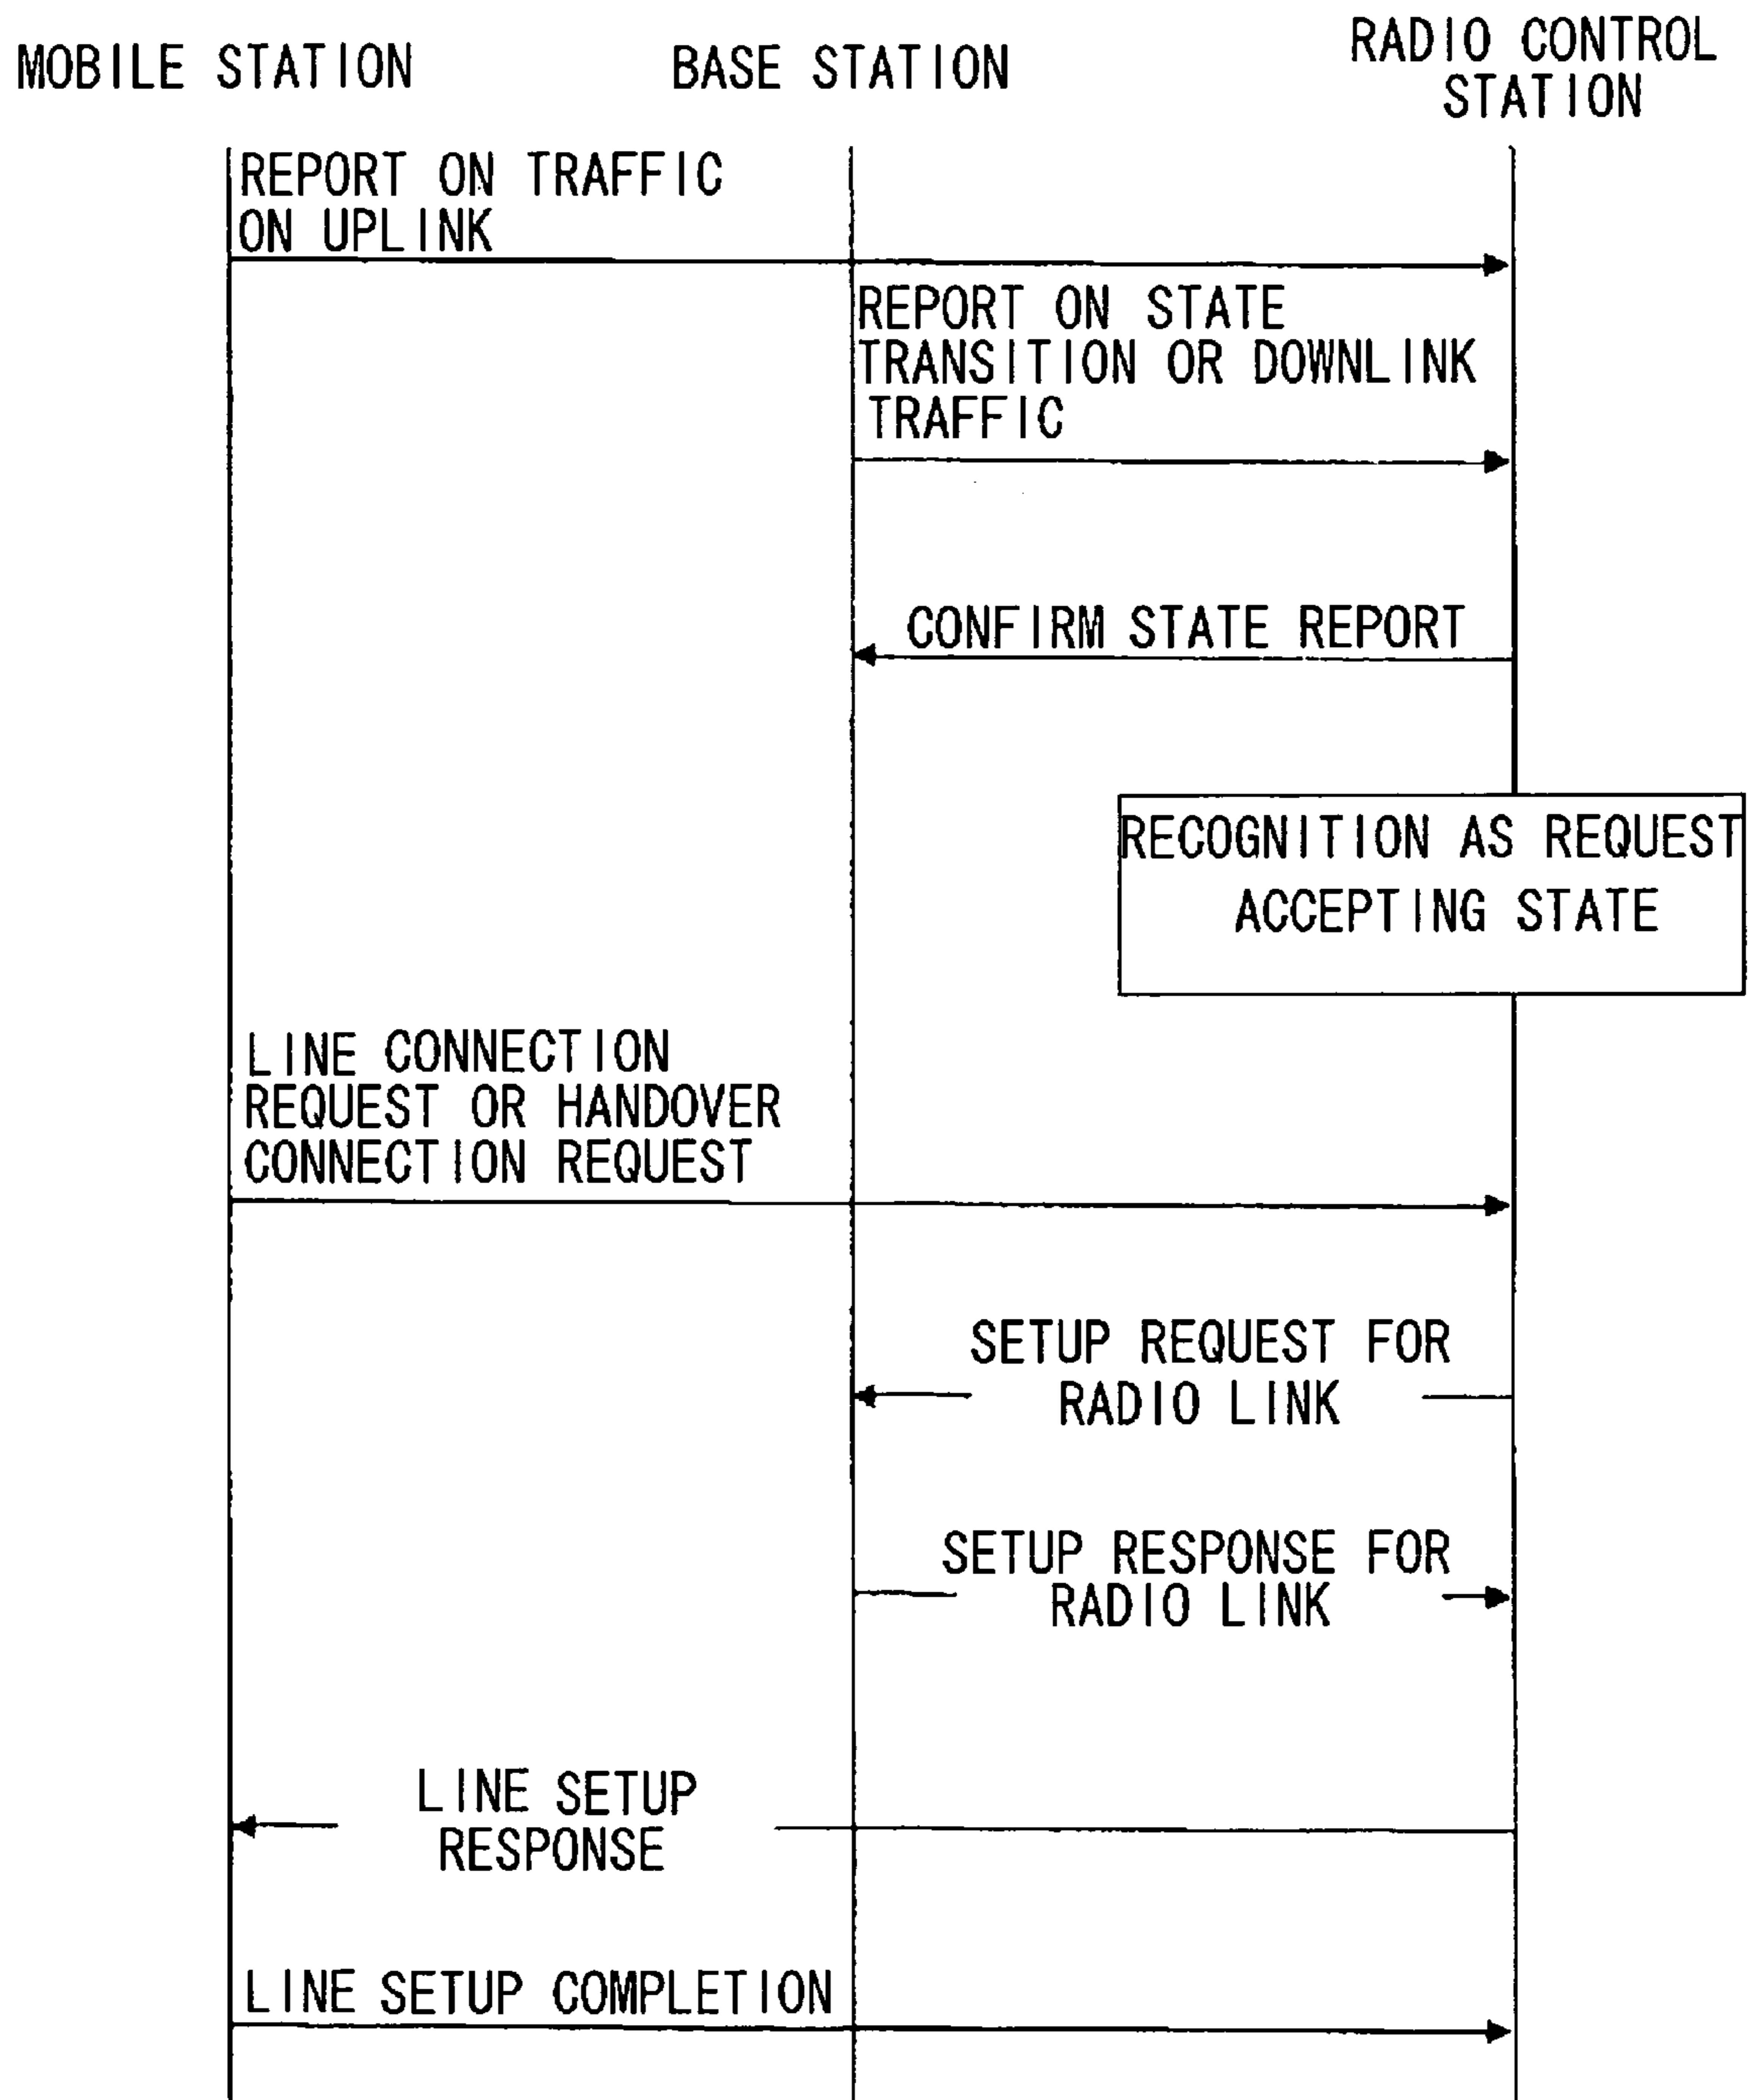 MOBILE STATION
BASE STATION
RADIO CONTROL
STATION
REPORT ON TRAFFIC
ON UPLINK
REPORT ON STATE
TRANSITION OR DOWNLINK
TRAFFIC
CONFIRM STATE REPORT
RECOGNITION AS REQUEST
ACCEPTING STATE
LINE CONNECTION
REQUEST OR HANDOVER
CONNECTION REQUEST
SETUP REQUEST FOR
RADIO LINK
SETUP RESPONSE FOR
RADIO LINK
LINE SETUP
RESPONSE
LINE SETUP COMPLETION